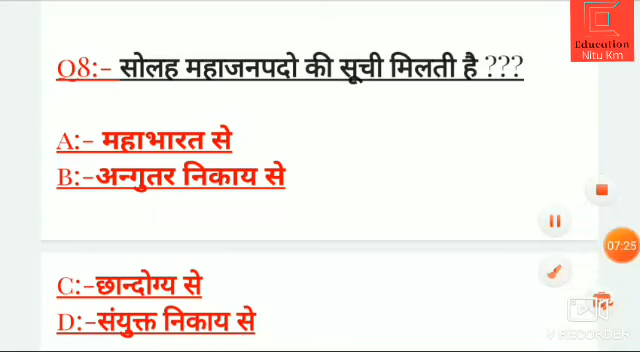 Education
Nitu Km
Q8:- सोलह महाजनपदो की सूची मिलती है ???
A:- महाभारत से
B:-अन्गुतर निकाय से
07:25
C:-छान्दोग्य से
D:-संयुक्त निकाय से
V RECORDER